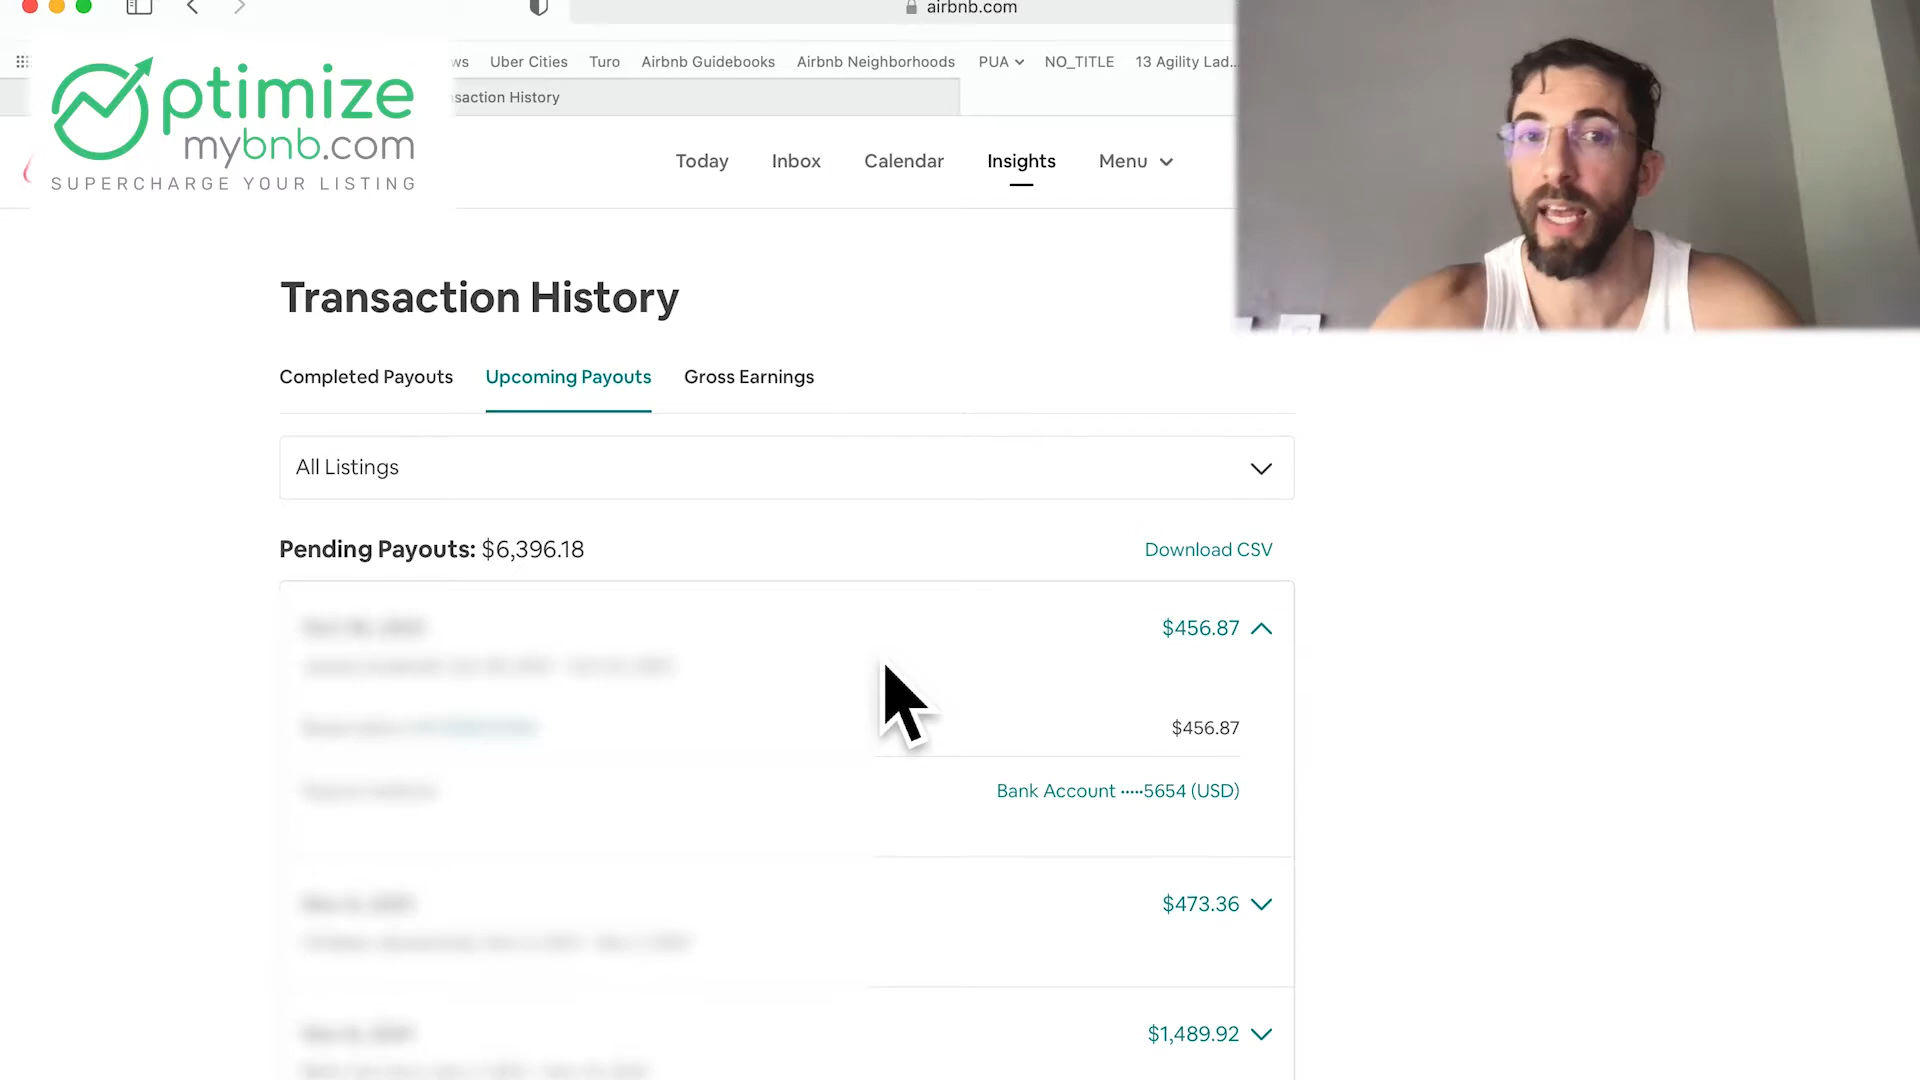 airbnb.com
ws Uber Cities Turo Airbnb Guidebooks Airbnb Neighborhoods PUA NO_TITLE 13 Agility Lad...
saction History
ptimize
mybnb.com
SUPERCHARGE YOUR LISTING
Today Inbox Calendar Insights Menu
Transaction History
Completed Payouts Upcoming Payouts Gross Earnings
All Listings
Pending Payouts: $6,396.18 Download CSV
$456.87
$456.87
Bank Account ·····5654 (USD)
$473.36
$1,489.92